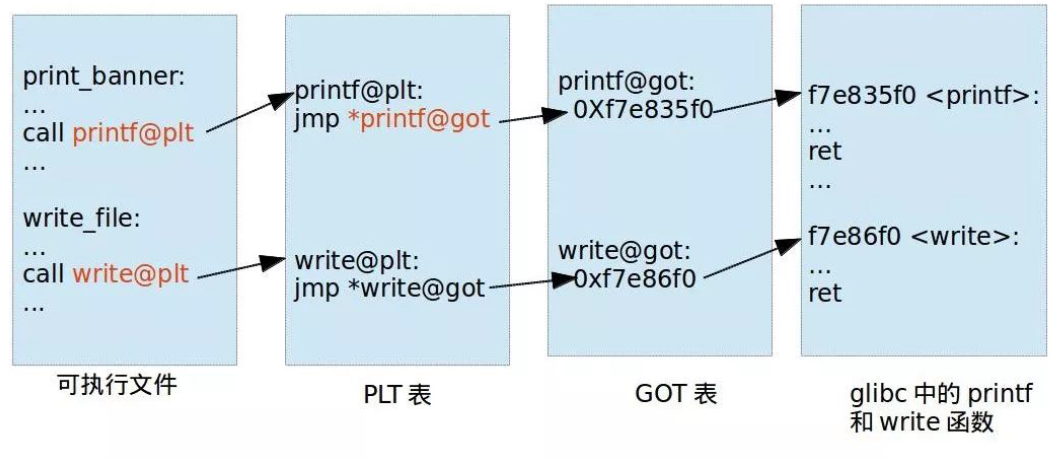 print_banner:
...
call printf@plt
...
write_file:
...
call write@plt
...
可执行文件
printf@plt:
jmp *printf@got
write@plt:
jmp *write@got
PLT 表
printf@got:
0Xf7e835f0
write@got:
0xf7e86f0
GOT 表
f7e835f0 <printf>:
...
ret
...
f7e86f0 <write>:
...
ret
glibc 中的 printf
和 write 函数